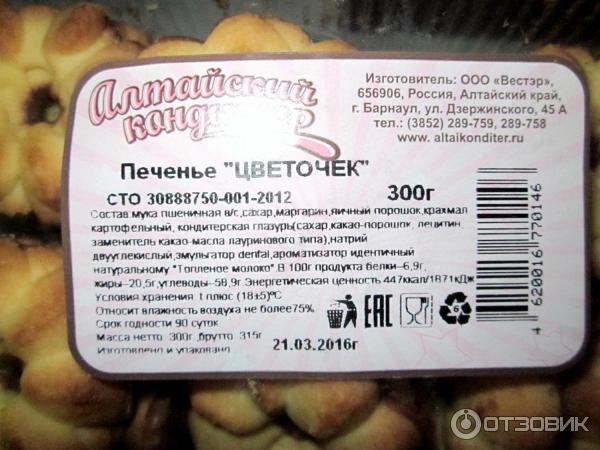 Алтайский
кондитер
Изготовитель: ООО «Вестэр»,
656906, Россия, Алтайский край,
г. Барнаул, ул. Дзержинского, 45 А
тел.: (3852) 289-759, 289-758
www. altaikonditer.ru
Печенье "ЦВЕТОЧЕК"
СТО 30888750-001-2012 300г
Состав:мука пшеничная в/с,сахар,маргарин,яичный порошок,крахмал
картофельный, кондитерская глазурь(сахар,какао-порошок, лецитин,
заменитель какао-масла лауринового типа),натрий
двууглекислый,эмульгатор denfai,ароматизатор идентичный
натуральному "Топленое молоко" В 100г продукта белки–6,9г,
жиры–20,5г,углеводы–58,9г. Энергетическая ценность 447ккал/1871кДж
Условия хранения t плюс (18±5)ºС
Относит.влажность воздуха не более75%
Срок годности 90 суток
Масса нетто 300г ,брутто 315г
Изготовлено и упаковано
21.03.2016г
EAC
6
4 620016 770146
ОТЗОВИК